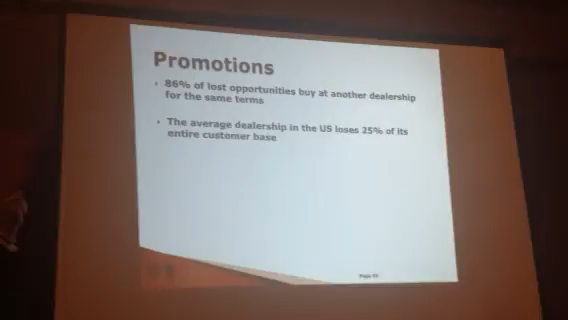 Promotions
86% of lost opportunities buy at another dealership
for the same terms
The average dealership in the US loses 25% of its
entire customer base
Page